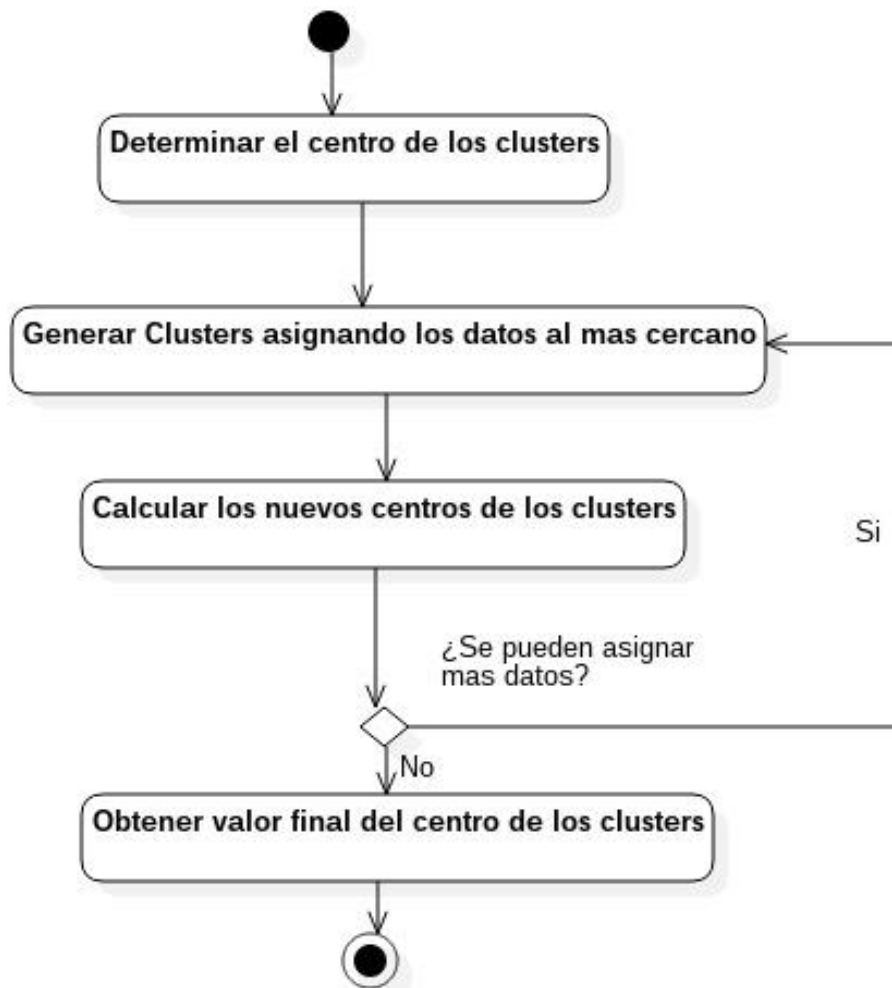 Determinar el centro de los clusters
Generar Clusters asignando los datos al mas cercano
Calcular los nuevos centros de los clusters
Si
¿Se pueden asignar
mas datos?
No
Obtener valor final del centro de los clusters